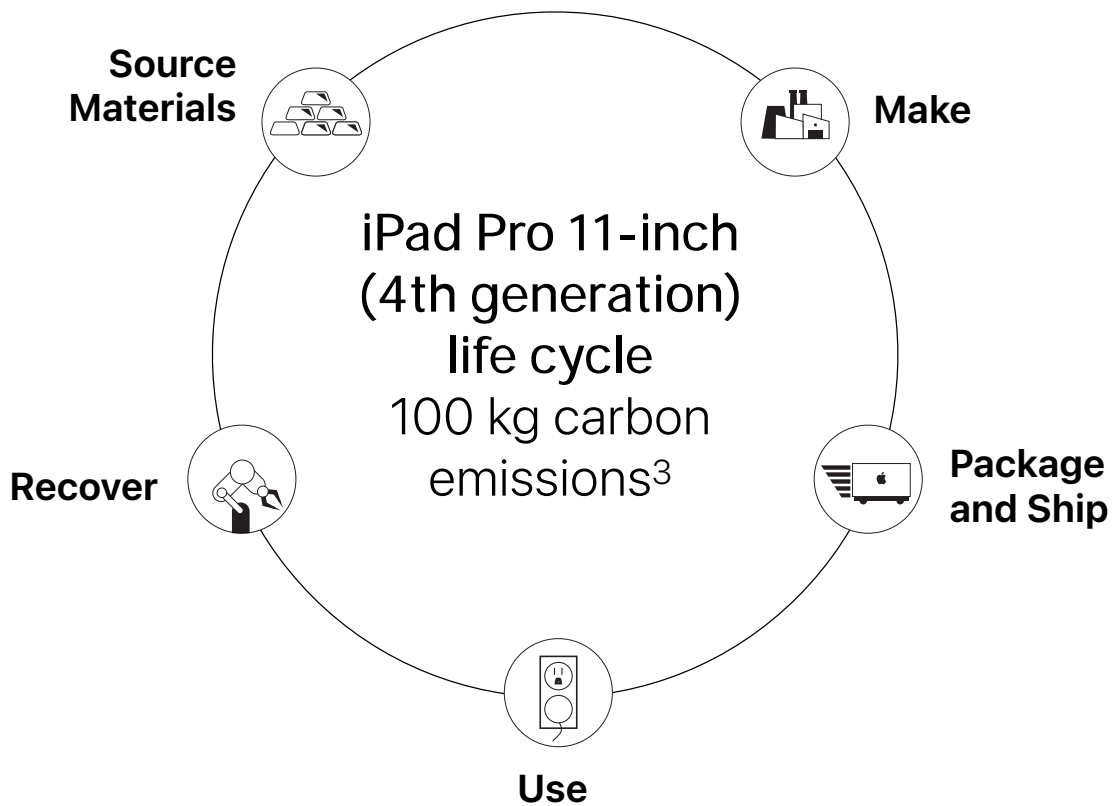 Source
Materials
Make
iPad Pro 11-inch
(4th generation)
life cycle
100 kg carbon
emissions³
Recover
Package
and Ship
Use